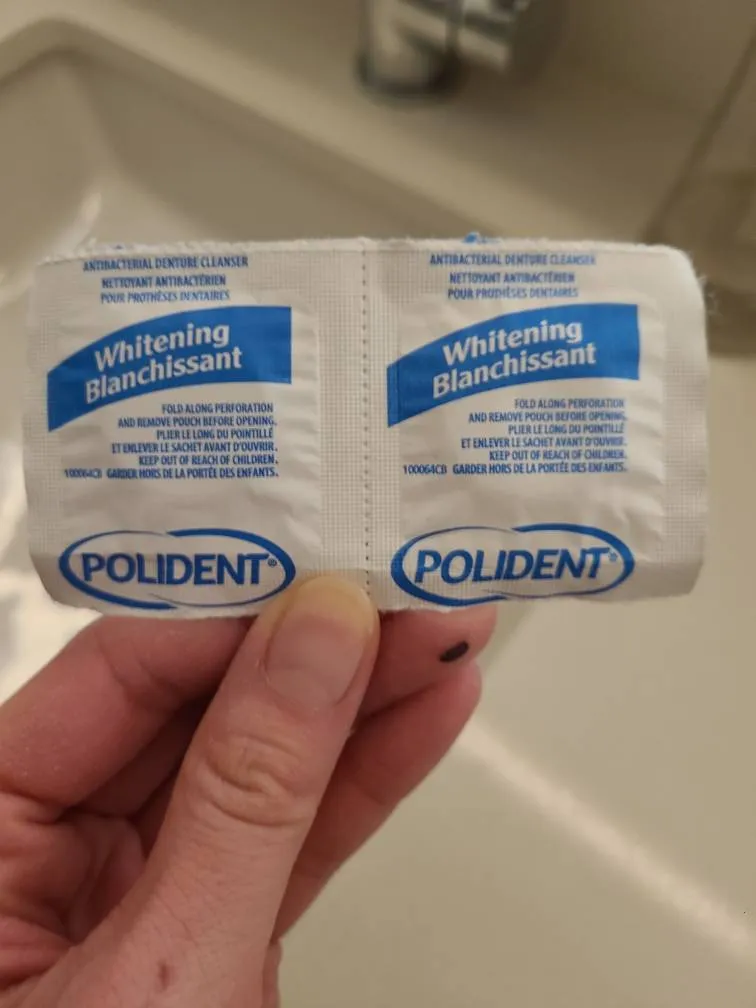 ANTIBACTERIAL DENTURE CLEANSER
NETTOYANT ANTIBACTÉRIEN
POUR PROTHÈSES DENTAIRES
Whitening
Blanchissant
FOLD ALONG PERFORATION
AND REMOVE POUCH BEFORE OPENING.
PLIER LE LONG DU POINTILLÉ
ET ENLEVER LE SACHET AVANT D'OUVRIR.
KEEP OUT OF REACH OF CHILDREN.
100064CB GARDER HORS DE LA PORTÉE DES ENFANTS.
POLIDENT®
ANTIBACTERIAL DENTURE CLEANSER
NETTOYANT ANTIBACTÉRIEN
POUR PROTHÈSES DENTAIRES
Whitening
Blanchissant
FOLD ALONG PERFORATION
AND REMOVE POUCH BEFORE OPENING.
PLIER LE LONG DU POINTILLÉ
ET ENLEVER LE SACHET AVANT D'OUVRIR.
KEEP OUT OF REACH OF CHILDREN.
100064CB GARDER HORS DE LA PORTÉE DES ENFANTS.
POLIDENT®